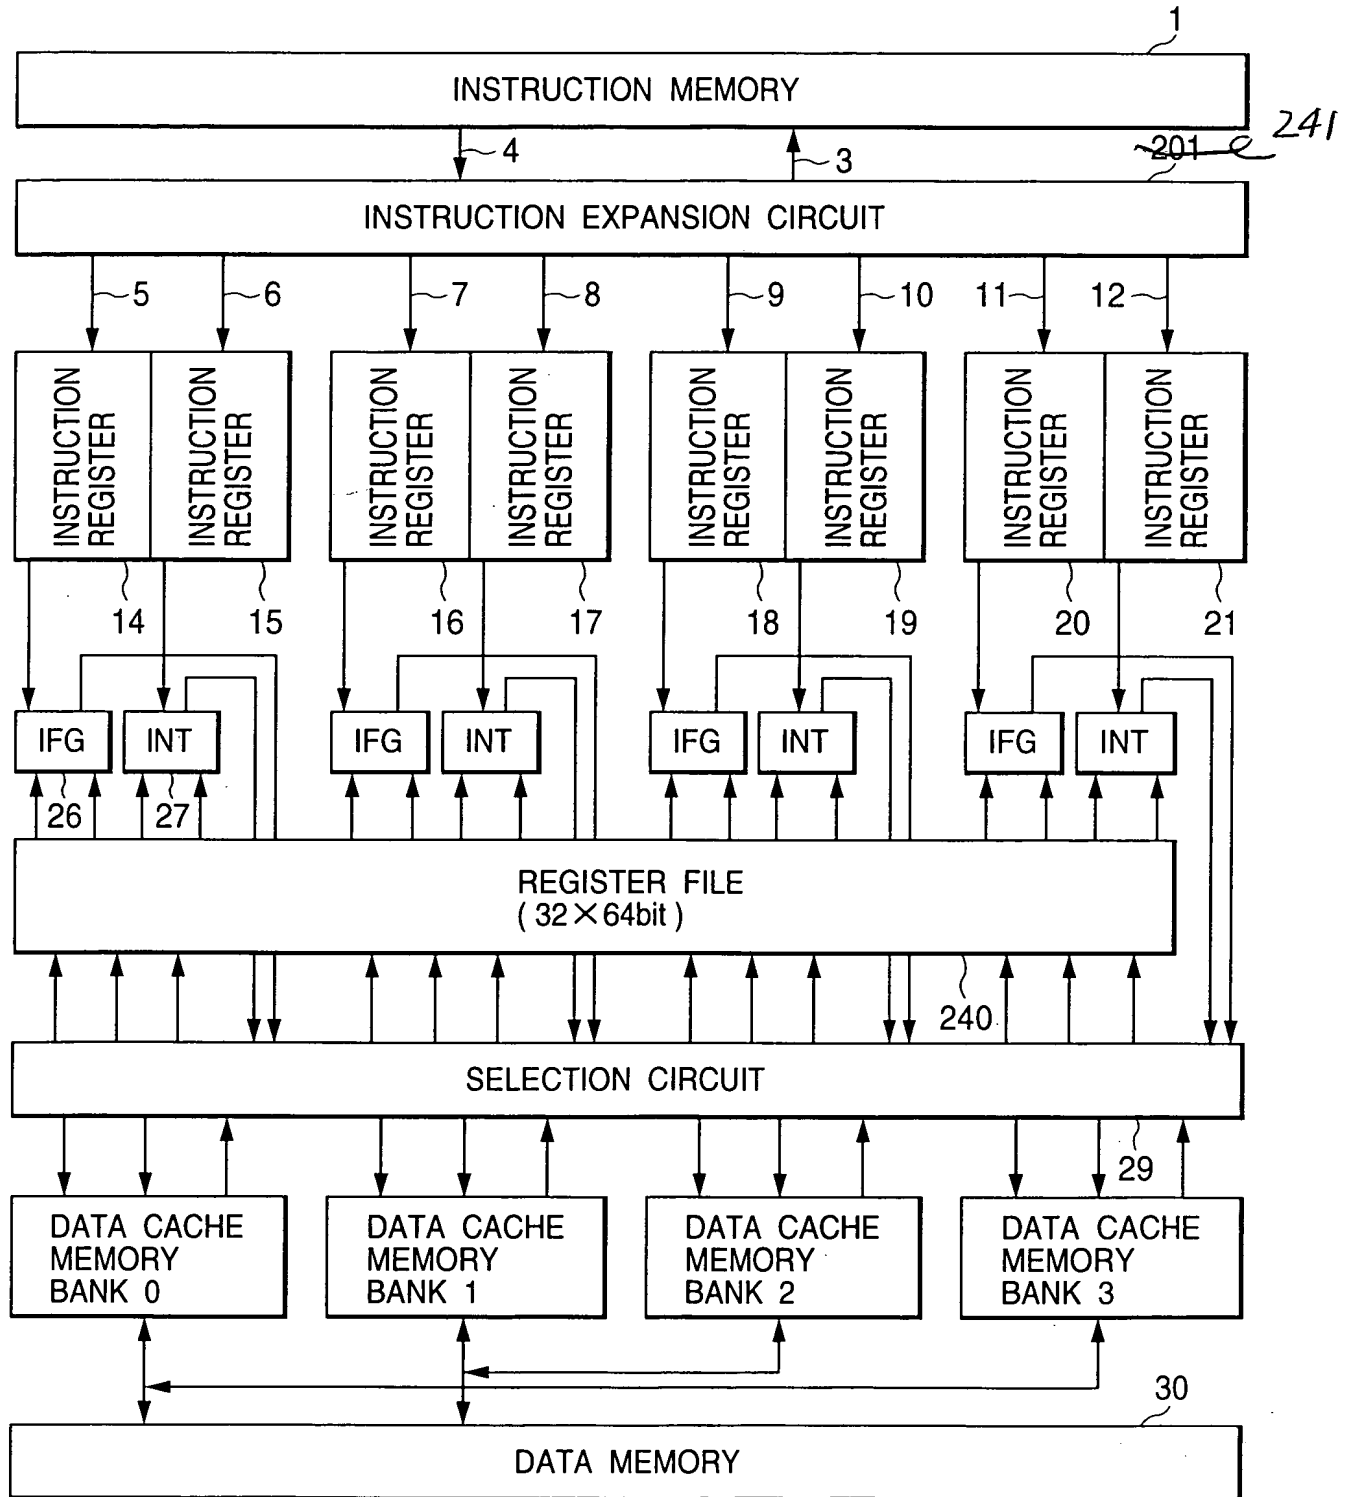 1
INSTRUCTION MEMORY
241
4
3
201
INSTRUCTION EXPANSION CIRCUIT
5 6 7 8 9 10 11 12
INSTRUCTION
REGISTER
INSTRUCTION
REGISTER
INSTRUCTION
REGISTER
INSTRUCTION
REGISTER
INSTRUCTION
REGISTER
INSTRUCTION
REGISTER
INSTRUCTION
REGISTER
INSTRUCTION
REGISTER
14 15 16 17 18 19 20 21
IFG INT IFG INT IFG INT IFG INT
26 27
REGISTER FILE
(32×64bit)
240
SELECTION CIRCUIT
29
DATA CACHE
MEMORY
BANK 0
DATA CACHE
MEMORY
BANK 1
DATA CACHE
MEMORY
BANK 2
DATA CACHE
MEMORY
BANK 3
30
DATA MEMORY